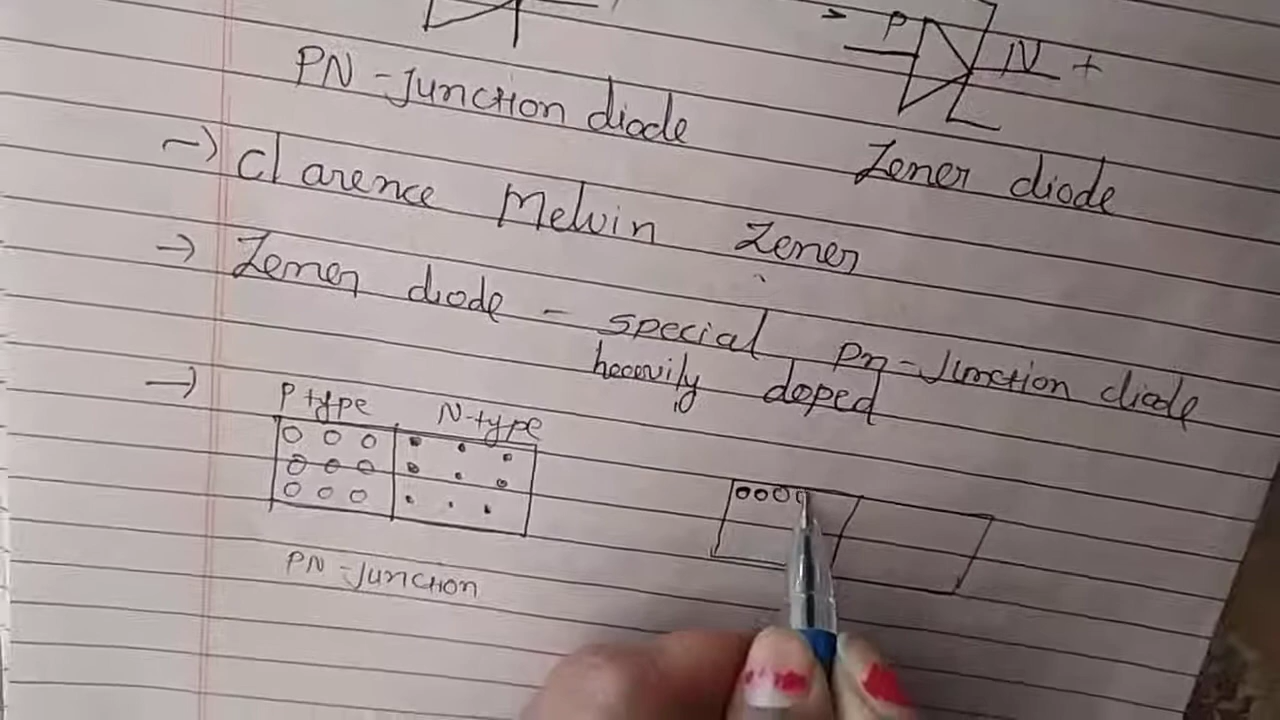 P N +
PN-Junction diode
Zener diode
→ Clarence Melvin Zener
→ Zener diode - special pn-Junction diode
heavily doped
→ P type N-type
PN-Junction